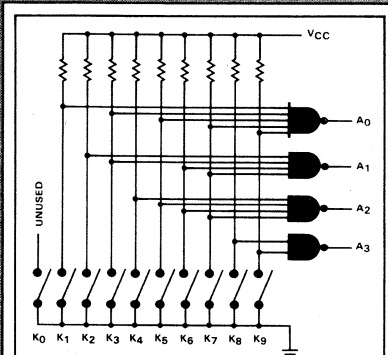 VCC
A0
A1
A2
UNUSED
A3
K0 K1 K2 K3 K4 K5 K6 K7 K8 K9